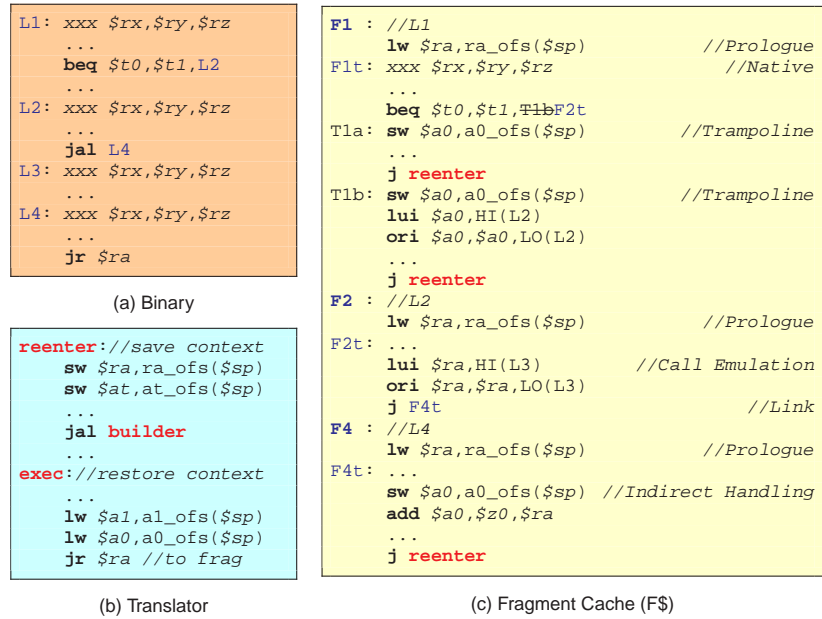 L1: xxx $rx,$ry,$rz
...
beq $t0,$t1,L2
...
L2: xxx $rx,$ry,$rz
...
jal L4
L3: xxx $rx,$ry,$rz
...
L4: xxx $rx,$ry,$rz
...
jr $ra
(a) Binary
reenter://save context
sw $ra,ra_ofs($sp)
sw $at,at_ofs($sp)
...
jal builder
...
exec://restore context
...
lw $a1,a1_ofs($sp)
lw $a0,a0_ofs($sp)
jr $ra //to frag
(b) Translator
F1 : //L1
lw $ra,ra_ofs($sp) //Prologue
F1t: xxx $rx,$ry,$rz //Native
...
beq $t0,$t1,T1bF2t
T1a: sw $a0,a0_ofs($sp) //Trampoline
...
j reenter
T1b: sw $a0,a0_ofs($sp) //Trampoline
lui $a0,HI(L2)
ori $a0,$a0,LO(L2)
...
j reenter
F2 : //L2
lw $ra,ra_ofs($sp) //Prologue
F2t: ...
lui $ra,HI(L3) //Call Emulation
ori $ra,$ra,LO(L3)
j F4t //Link
F4 : //L4
lw $ra,ra_ofs($sp) //Prologue
F4t: ...
sw $a0,a0_ofs($sp) //Indirect Handling
add $a0,$z0,$ra
...
j reenter
(c) Fragment Cache (F$)